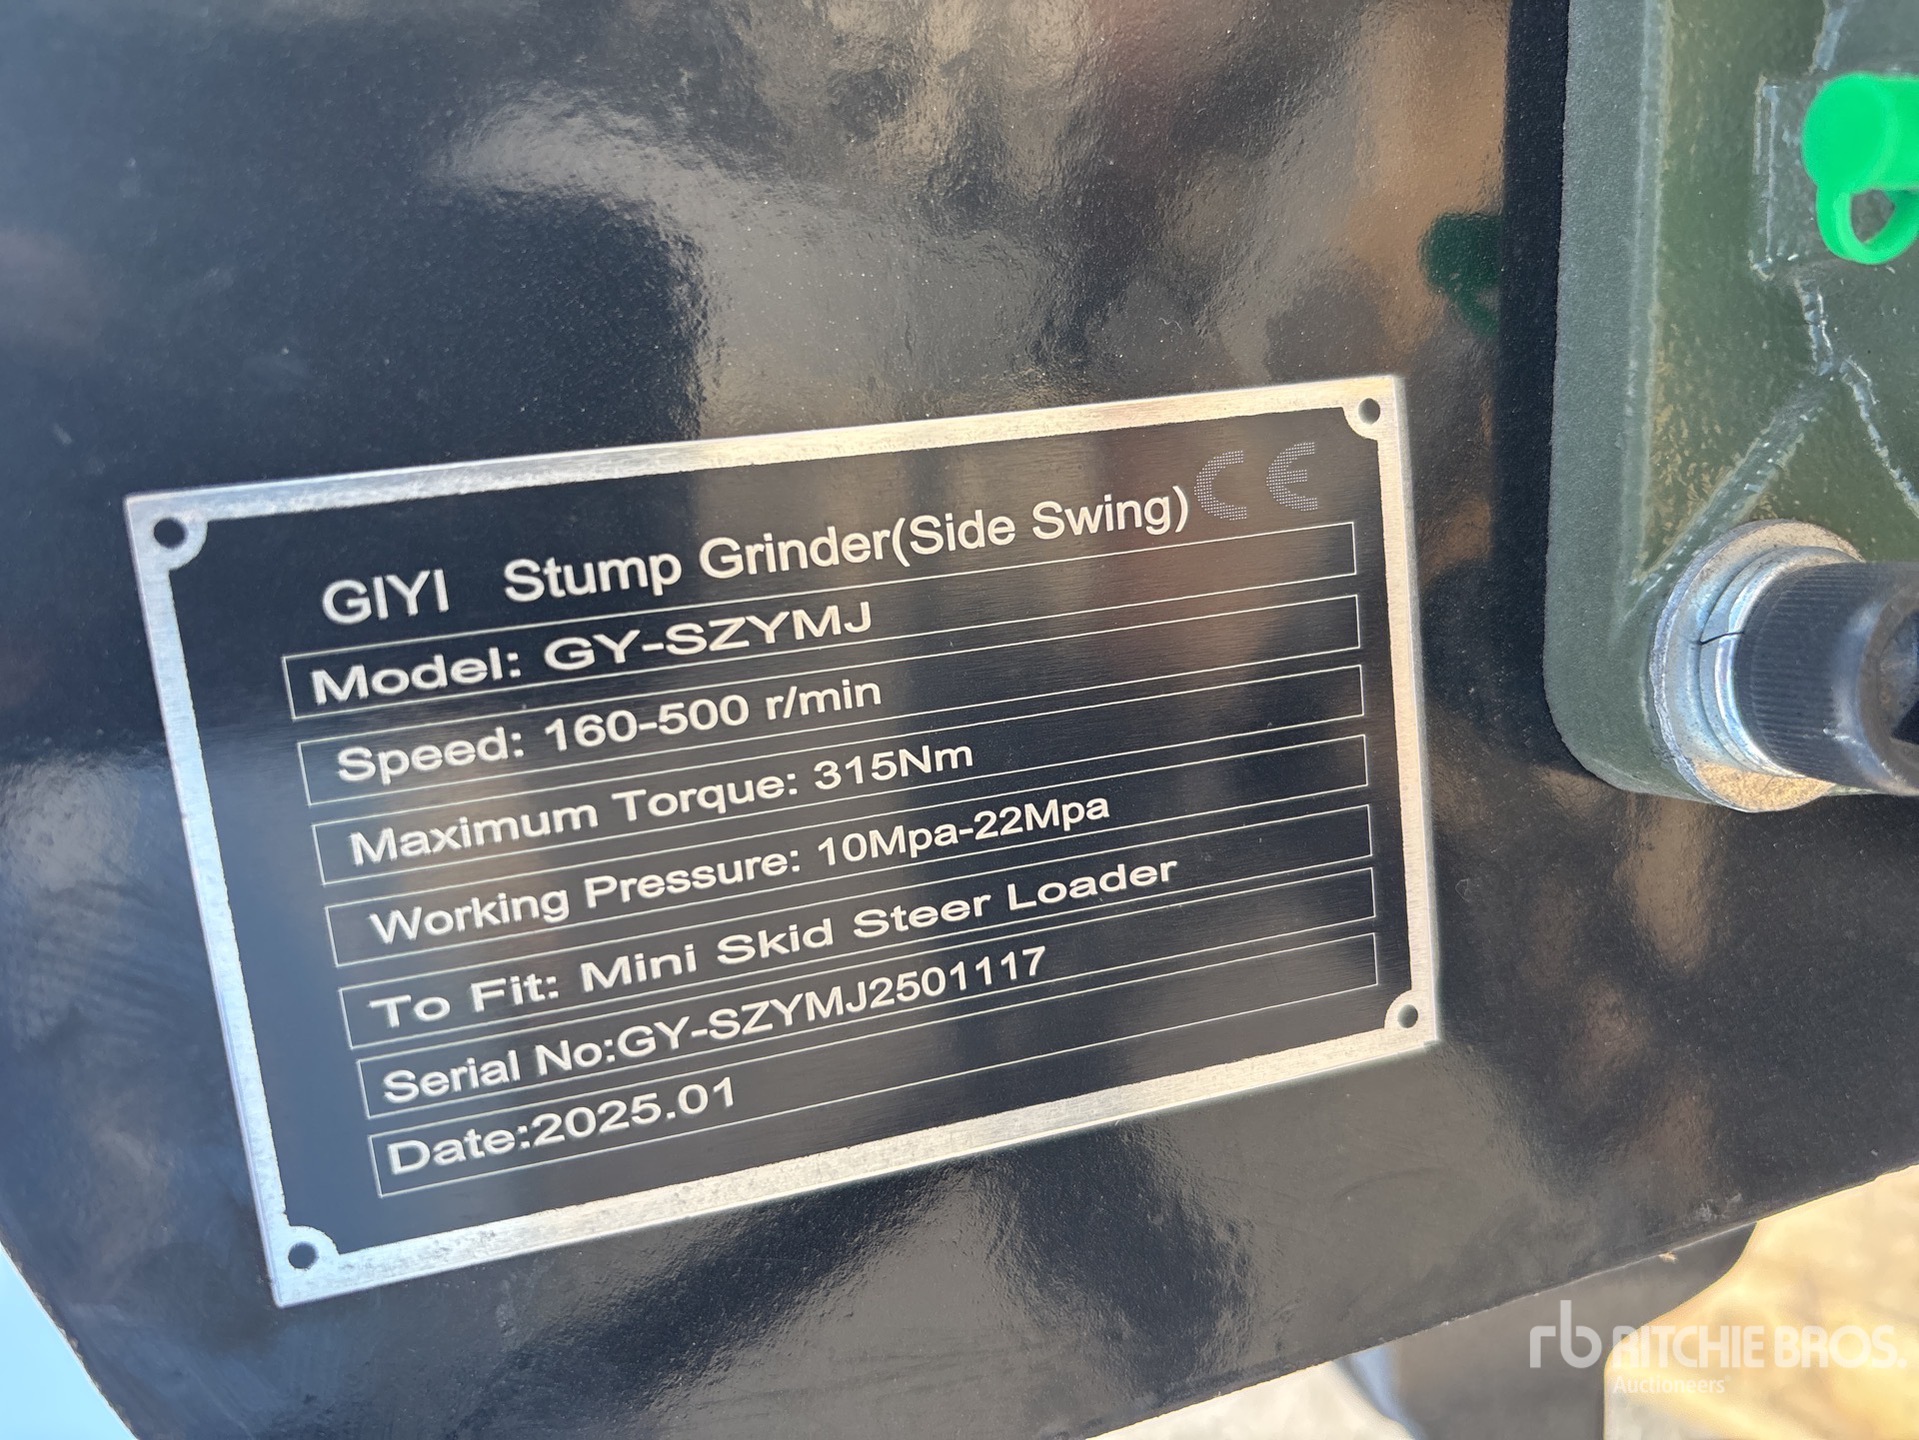 CE
GIYI Stump Grinder(Side Swing)
Model: GY-SZYMJ
Speed: 160-500 r/min
Maximum Torque: 315Nm
Working Pressure: 10Mpa-22Mpa
To Fit: Mini Skid Steer Loader
Serial No:GY-SZYMJ2501117
Date:2025.01
rb RITCHIE BROS.
Auctioneers